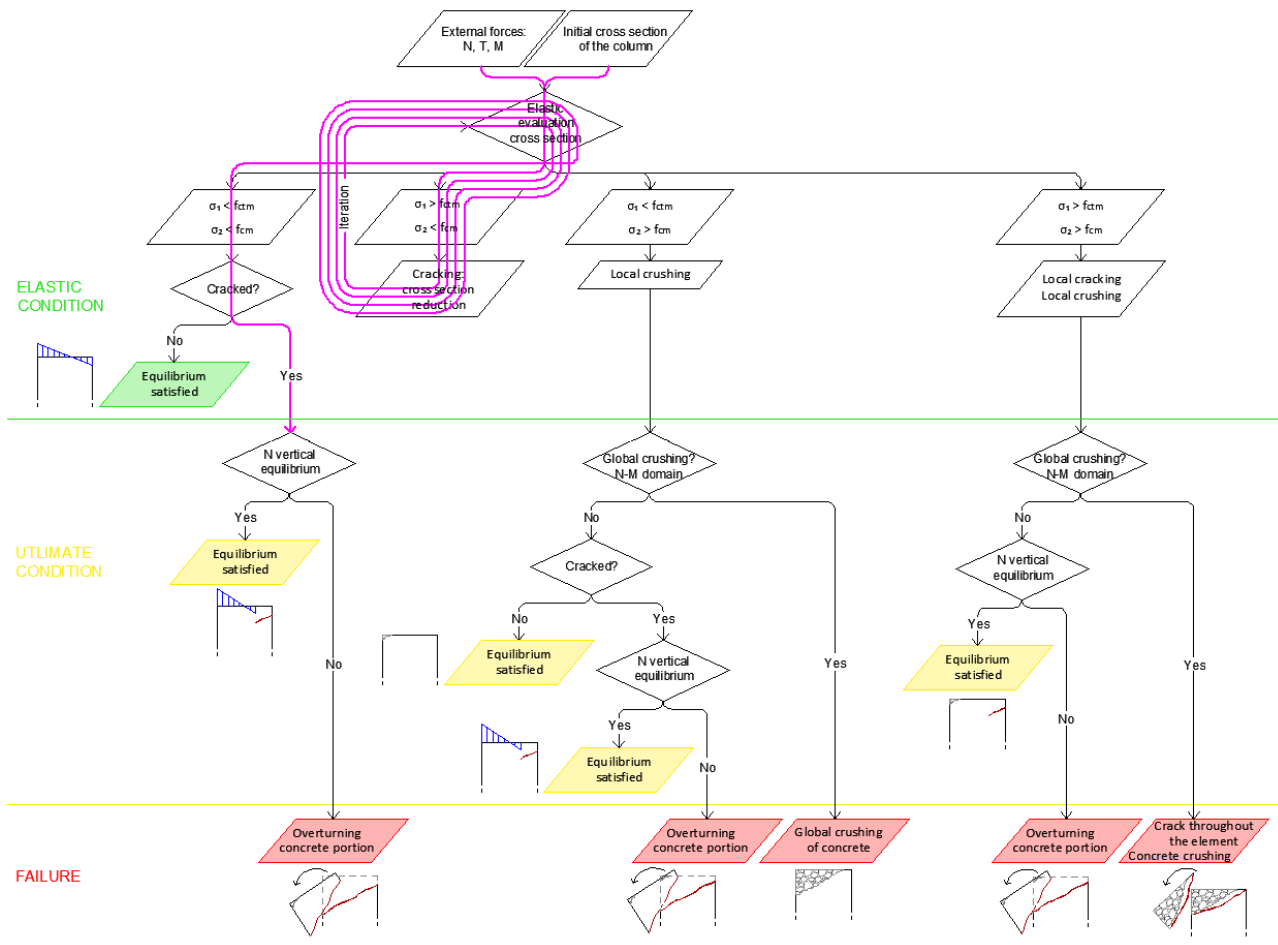 External forces:
N, T, M
Initial cross section
of the column
Elastic
evaluation
cross section
Iteration
σ₁ < fctm
σ₂ < fcm
σ₁ > fctm
σ₂ < fcm
σ₁ < fctm
σ₂ > fcm
σ₁ > fctm
σ₂ > fcm
ELASTIC
CONDITION
Cracked?
Cracking:
cross section
reduction
Local crushing
Local cracking
Local crushing
No
Equilibrium
satisfied
Yes
N vertical
equilibrium
Global crushing?
N-M domain
Global crushing?
N-M domain
UTLIMATE
CONDITION
Yes
Equilibrium
satisfied
No
No
Cracked?
No
Equilibrium
satisfied
Yes
N vertical
equilibrium
Yes
Equilibrium
satisfied
No
Yes
No
N vertical
equilibrium
Yes
Equilibrium
satisfied
No
Yes
FAILURE
Overturning
concrete portion
Overturning
concrete portion
Global crushing
of concrete
Overturning
concrete portion
Crack throughout
the element
Concrete crushing